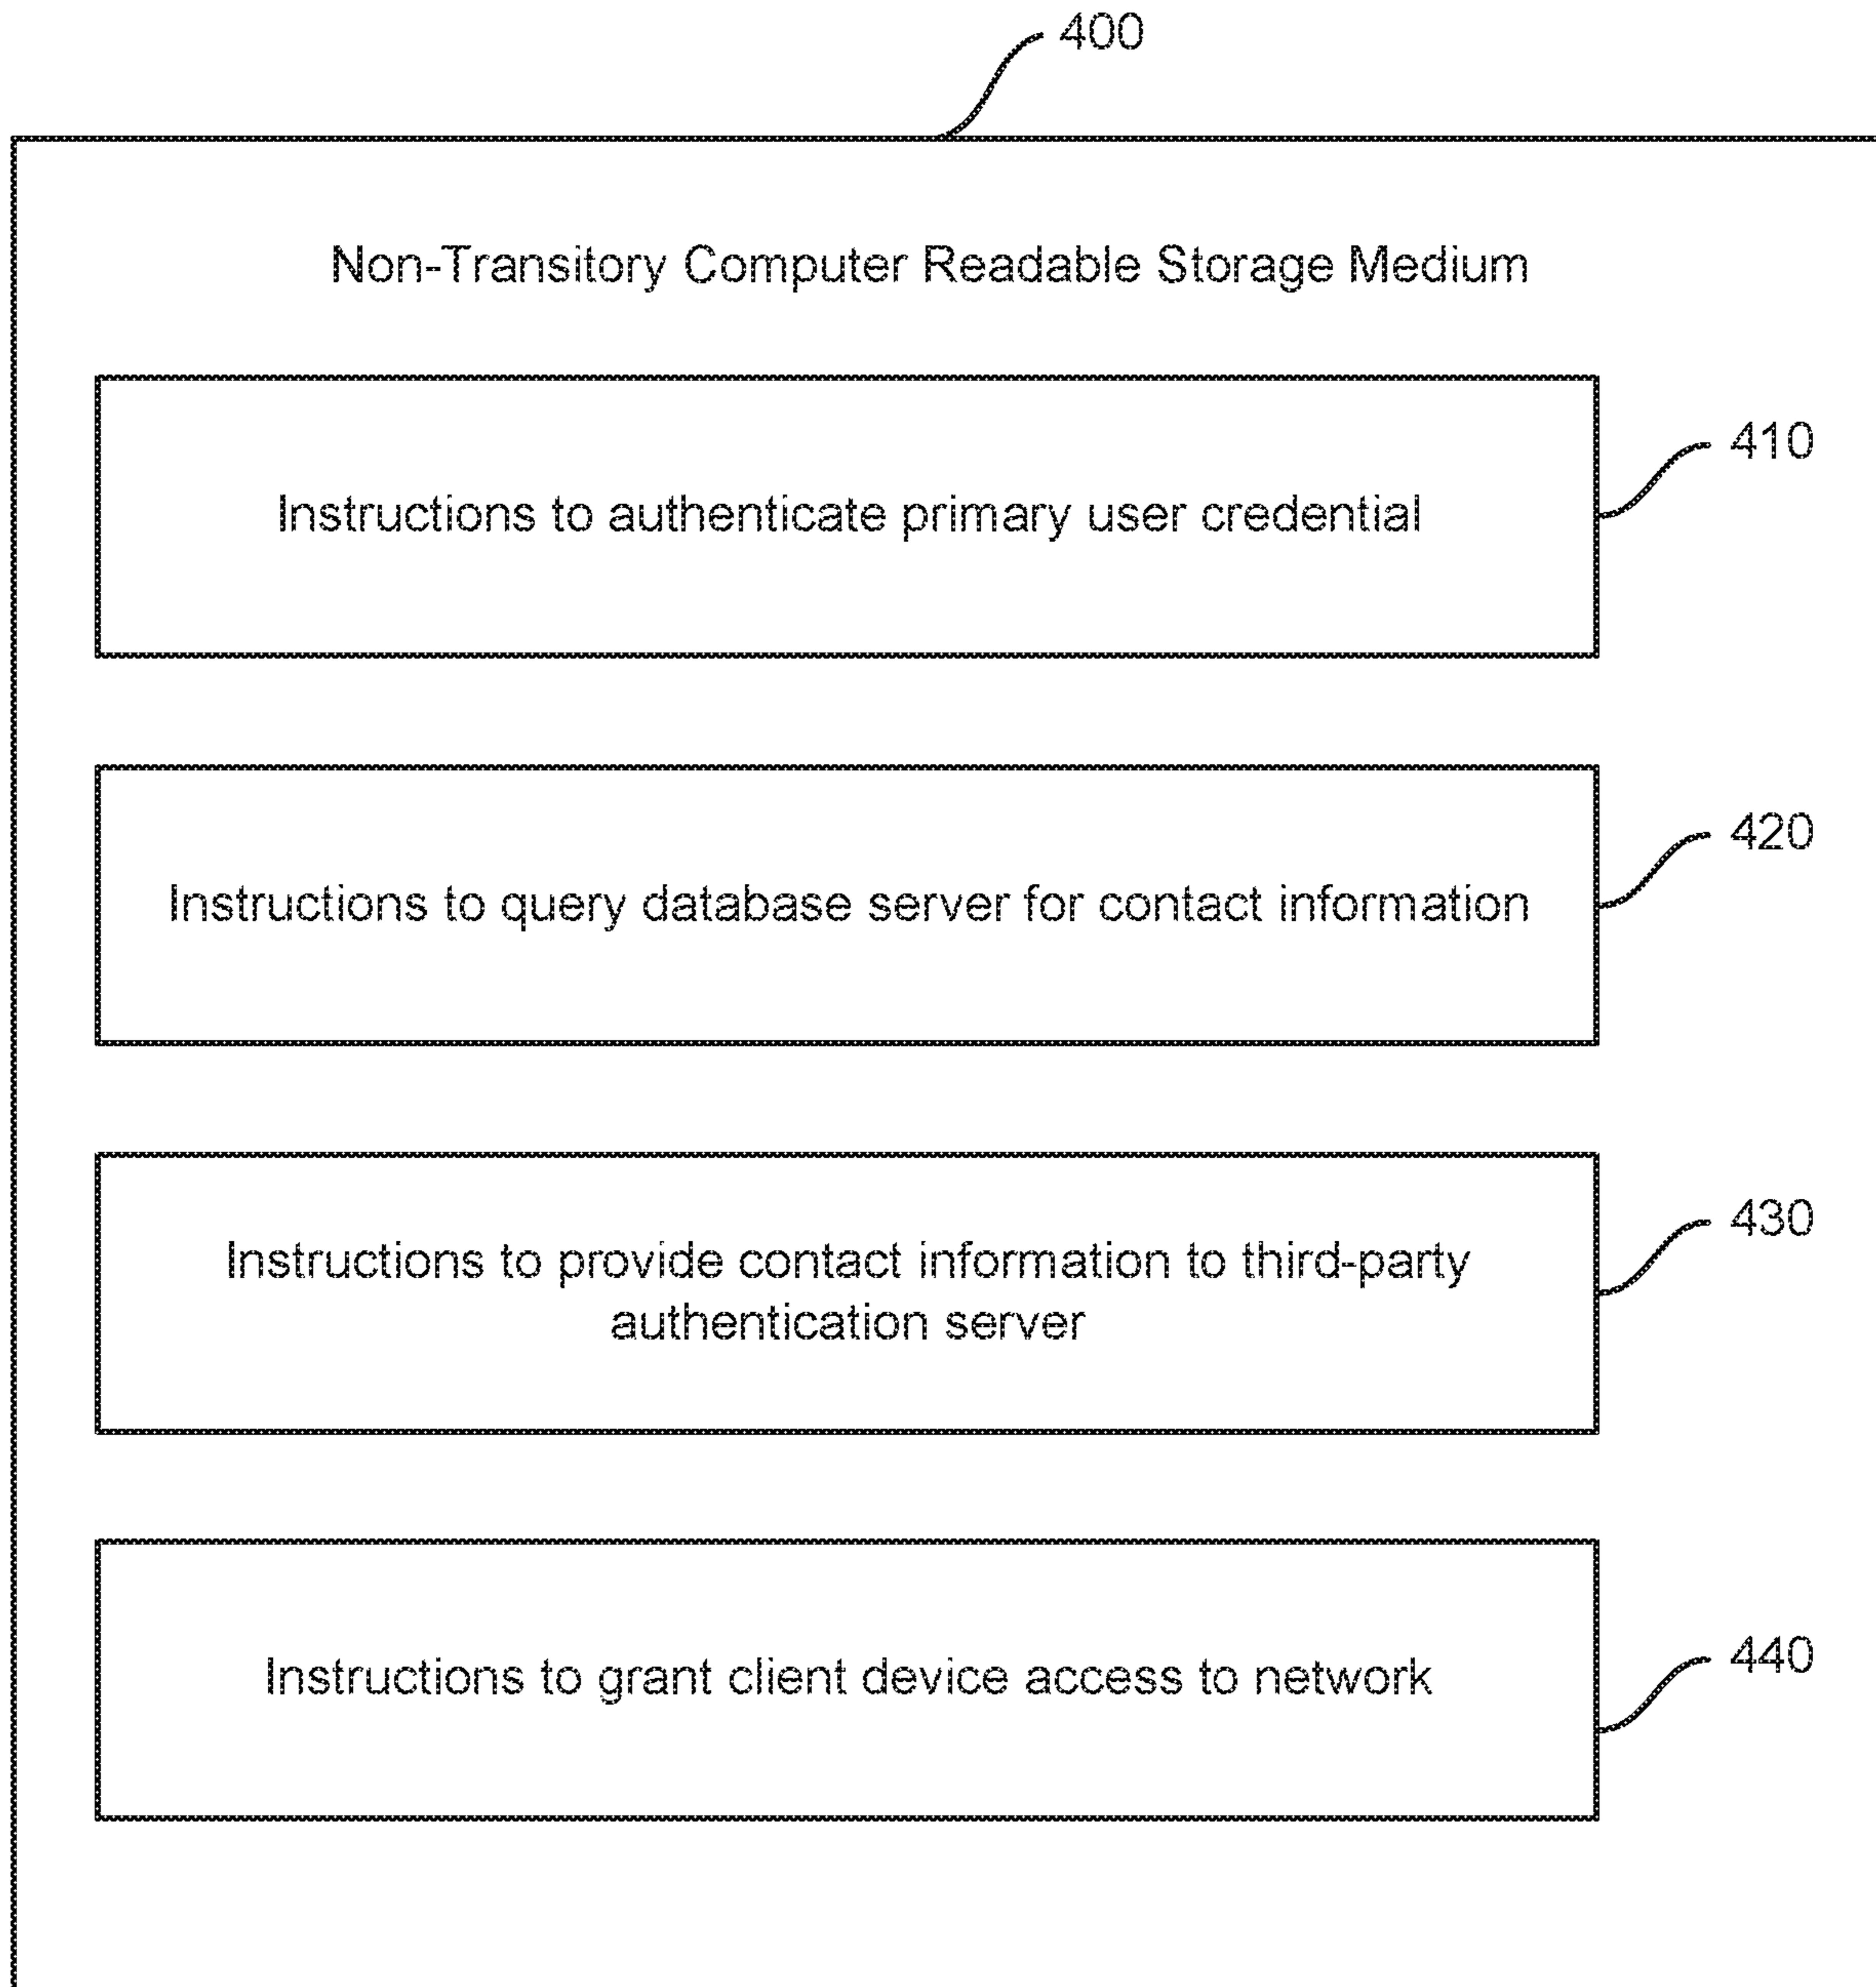 400
Non-Transitory Computer Readable Storage Medium
410
Instructions to authenticate primary user credential
420
Instructions to query database server for contact information
430
Instructions to provide contact information to third-party
authentication server
440
Instructions to grant client device access to network